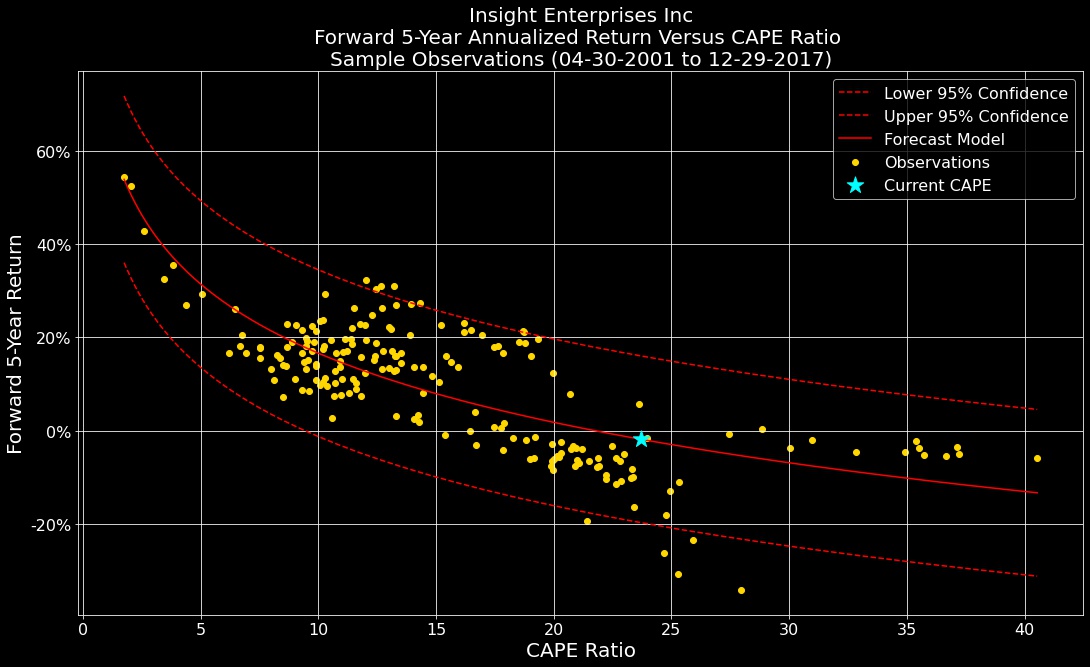 Insight Enterprises Inc
Forward 5-Year Annualized Return Versus CAPE Ratio
Sample Observations (04-30-2001 to 12-29-2017)
Lower 95% Confidence
Upper 95% Confidence
Forecast Model
Observations
Current CAPE
Forward 5-Year Return
60%
40%
20%
0%
-20%
0 5 10 15 20 25 30 35 40
CAPE Ratio